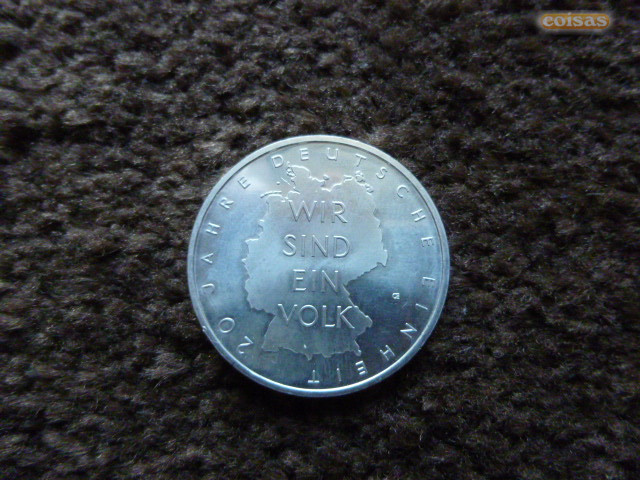 coisas
20 JAHRE DEUTSCHE EINHEIT
WIR
SIND
EIN
VOLK